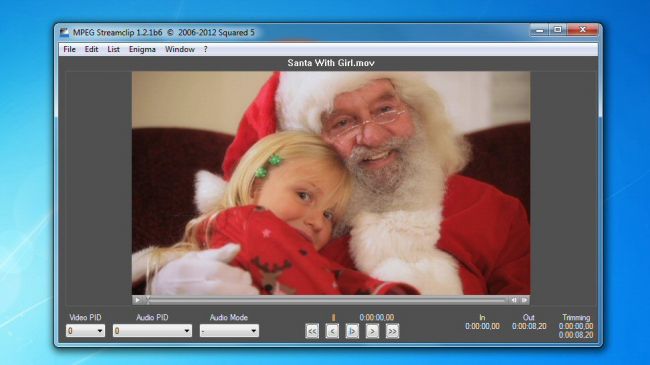 MPEG Streamclip 1.2.1b6 © 2006-2012 Squared 5
File Edit List Enigma Window ?
Santa With Girl.mov
Video PID Audio PID Audio Mode 0:00:00,00 In Out Trimming
0 0 - << < |> > >> 0:00:00,00 0:00:08,20 0:00:00,00
0:00:08,20